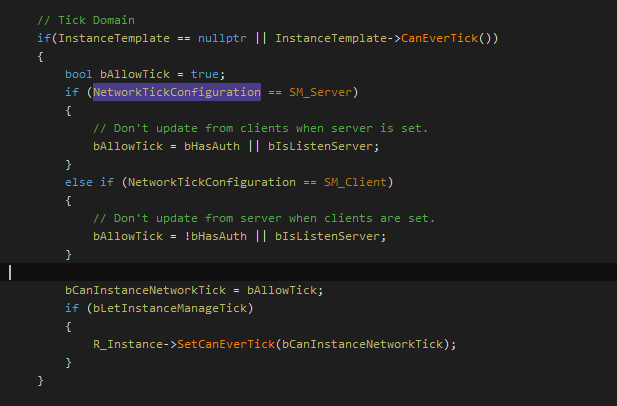 // Tick Domain
if(InstanceTemplate == nullptr || InstanceTemplate->CanEverTick())
{
bool bAllowTick = true;
if (NetworkTickConfiguration == SM_Server)
{
// Don't update from clients when server is set.
bAllowTick = bHasAuth || bIsListenServer;
}
else if (NetworkTickConfiguration == SM_Client)
{
// Don't update from server when clients are set.
bAllowTick = !bHasAuth || bIsListenServer;
}
bCanInstanceNetworkTick = bAllowTick;
if (bLetInstanceManageTick)
{
R_Instance->SetCanEverTick(bCanInstanceNetworkTick);
}
}